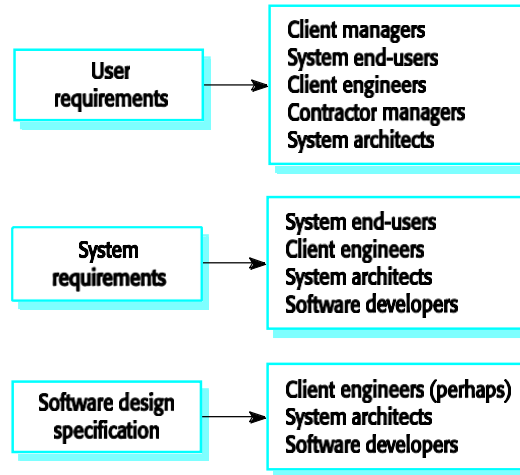 User
requirements
Client managers
System end-users
Client engineers
Contractor managers
System architects
System
requirements
System end-users
Client engineers
System architects
Software developers
Software design
specification
Client engineers (perhaps)
System architects
Software developers